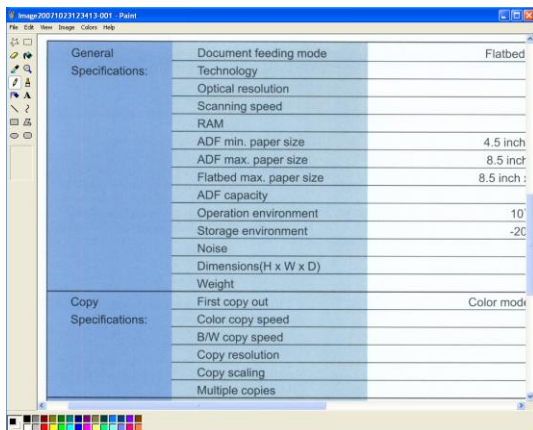 Image20071023123413-001 - Paint
File Edit View Image Colors Help
General Document feeding mode Flatbed
Specifications: Technology
Optical resolution
Scanning speed
RAM
ADF min. paper size 4.5 inch
ADF max. paper size 8.5 inch
Flatbed max. paper size 8.5 inch
ADF capacity
Operation environment 10
Storage environment -20
Noise
Dimensions(H x W x D)
Weight
Copy First copy out Color mode
Specifications: Color copy speed
B/W copy speed
Copy resolution
Copy scaling
Multiple copies